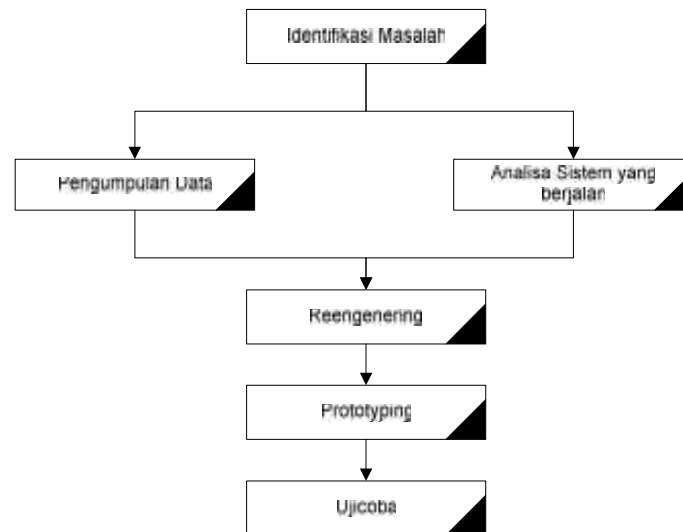 Identifikasi Masalah
Pengumpulan Data
Analisa Sistem yang
berjalan
Reengenering
Prototyping
Ujicoba